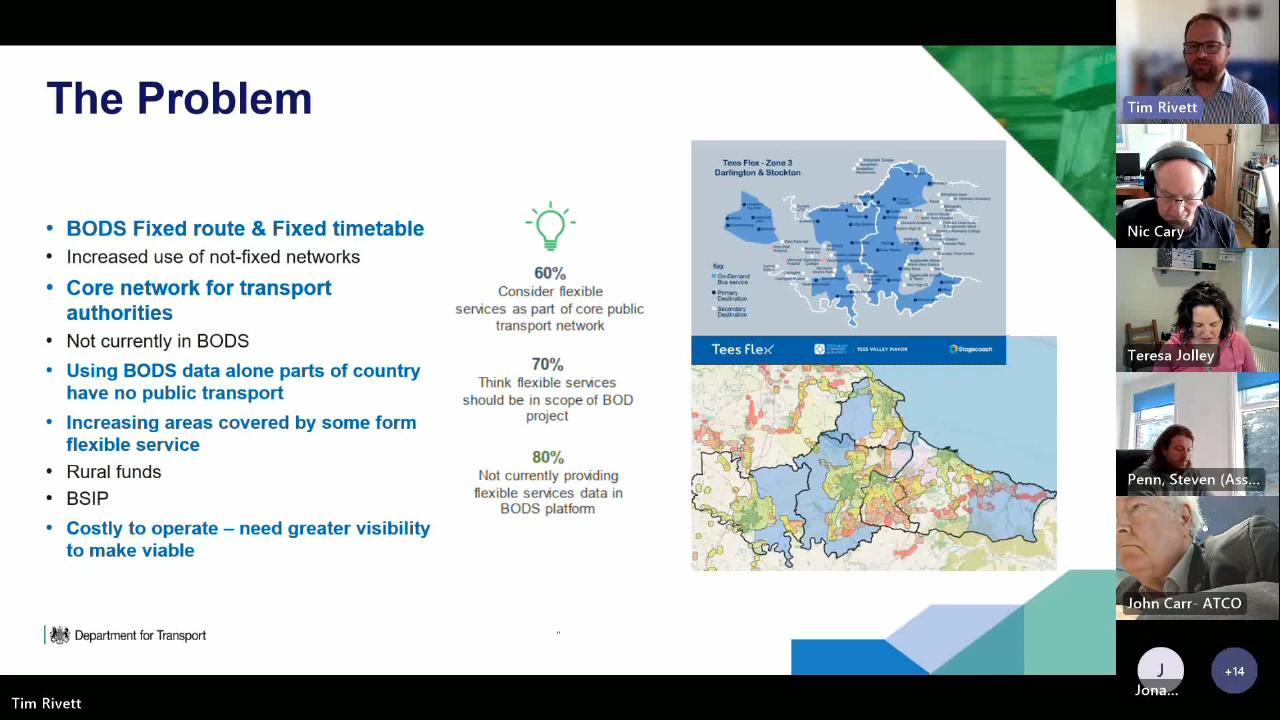 The Problem
• BODS Fixed route & Fixed timetable
• Increased use of not-fixed networks
• Core network for transport
authorities
• Not currently in BODS
• Using BODS data alone parts of country
have no public transport
• Increasing areas covered by some form
flexible service
• Rural funds
• BSIP
• Costly to operate – need greater visibility
to make viable
60%
Consider flexible
services as part of core public
transport network
70%
Think flexible services
should be in scope of BOD
project
80%
Not currently providing
flexible services data in
BODS platform
Tees Flex - Zone 3
Darlington & Stockton
Key
On-Demand
Bus service
Primary
Destination
Secondary
Destination
Tees Flex
TEES VALLEY MAYOR
Stagecoach
Department for Transport
Tim Rivett
Nic Cary
Teresa Jolley
Penn, Steven (Ass...
John Carr- ATCO
J
Jona...
+14
Tim Rivett